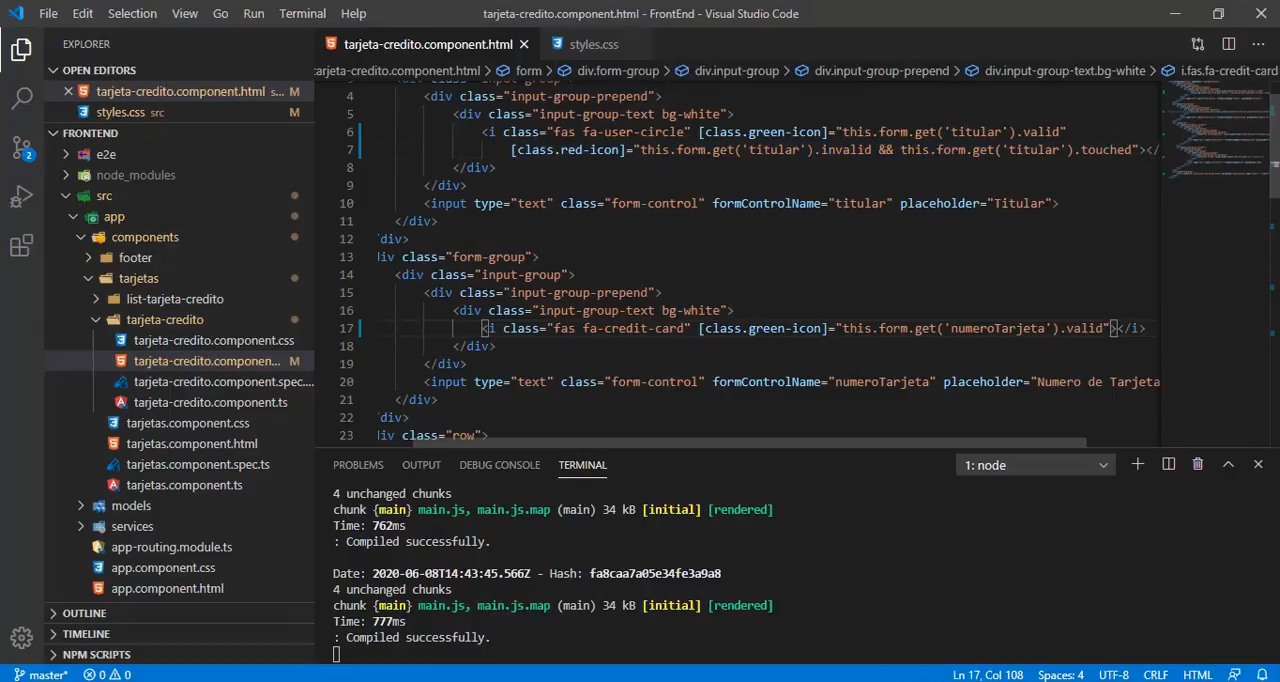 File Edit Selection View Go Run Terminal Help
tarjeta-credito.component.html - FrontEnd - Visual Studio Code
EXPLORER
OPEN EDITORS
tarjeta-credito.component.html s... M
styles.css src M
FRONTEND
e2e
node_modules
src
app
components
footer
tarjetas
list-tarjeta-credito
tarjeta-credito
tarjeta-credito.component.css
tarjeta-credito.componen... M
tarjeta-credito.component.spec....
tarjeta-credito.component.ts
tarjetas.component.css
tarjetas.component.html
tarjetas.component.spec.ts
tarjetas.component.ts
models
services
app-routing.module.ts
app.component.css
app.component.html
OUTLINE
TIMELINE
NPM SCRIPTS
2
tarjeta-credito.component.html
styles.css
tarjeta-credito.component.html > form > div.form-group > div.input-group > div.input-group-prepend > div.input-group-text.bg-white > i.fas.fa-credit-card
4 <div class="input-group-prepend">
5 <div class="input-group-text bg-white">
6 <i class="fas fa-user-circle" [class.green-icon]="this.form.get('titular').valid"
7 [class.red-icon]="this.form.get('titular').invalid && this.form.get('titular').touched"></
8 </div>
9 </div>
10 <input type="text" class="form-control" formControlName="titular" placeholder="Titular">
11 </div>
12 div>
13 iv class="form-group">
14 <div class="input-group">
15 <div class="input-group-prepend">
16 <div class="input-group-text bg-white">
17 <i class="fas fa-credit-card" [class.green-icon]="this.form.get('numeroTarjeta').valid"></i>
18 </div>
19 </div>
20 <input type="text" class="form-control" formControlName="numeroTarjeta" placeholder="Numero de Tarjeta
21 </div>
22 div>
23 iv class="row">
PROBLEMS OUTPUT DEBUG CONSOLE TERMINAL
1: node
4 unchanged chunks
chunk {main} main.js, main.js.map (main) 34 kB [initial] [rendered]
Time: 762ms
: Compiled successfully.
Date: 2020-06-08T14:43:45.566Z - Hash: fa8caa7a05e34fe3a9a8
4 unchanged chunks
chunk {main} main.js, main.js.map (main) 34 kB [initial] [rendered]
Time: 777ms
: Compiled successfully.
master* 0 0
Ln 17, Col 108 Spaces: 4 UTF-8 CRLF HTML